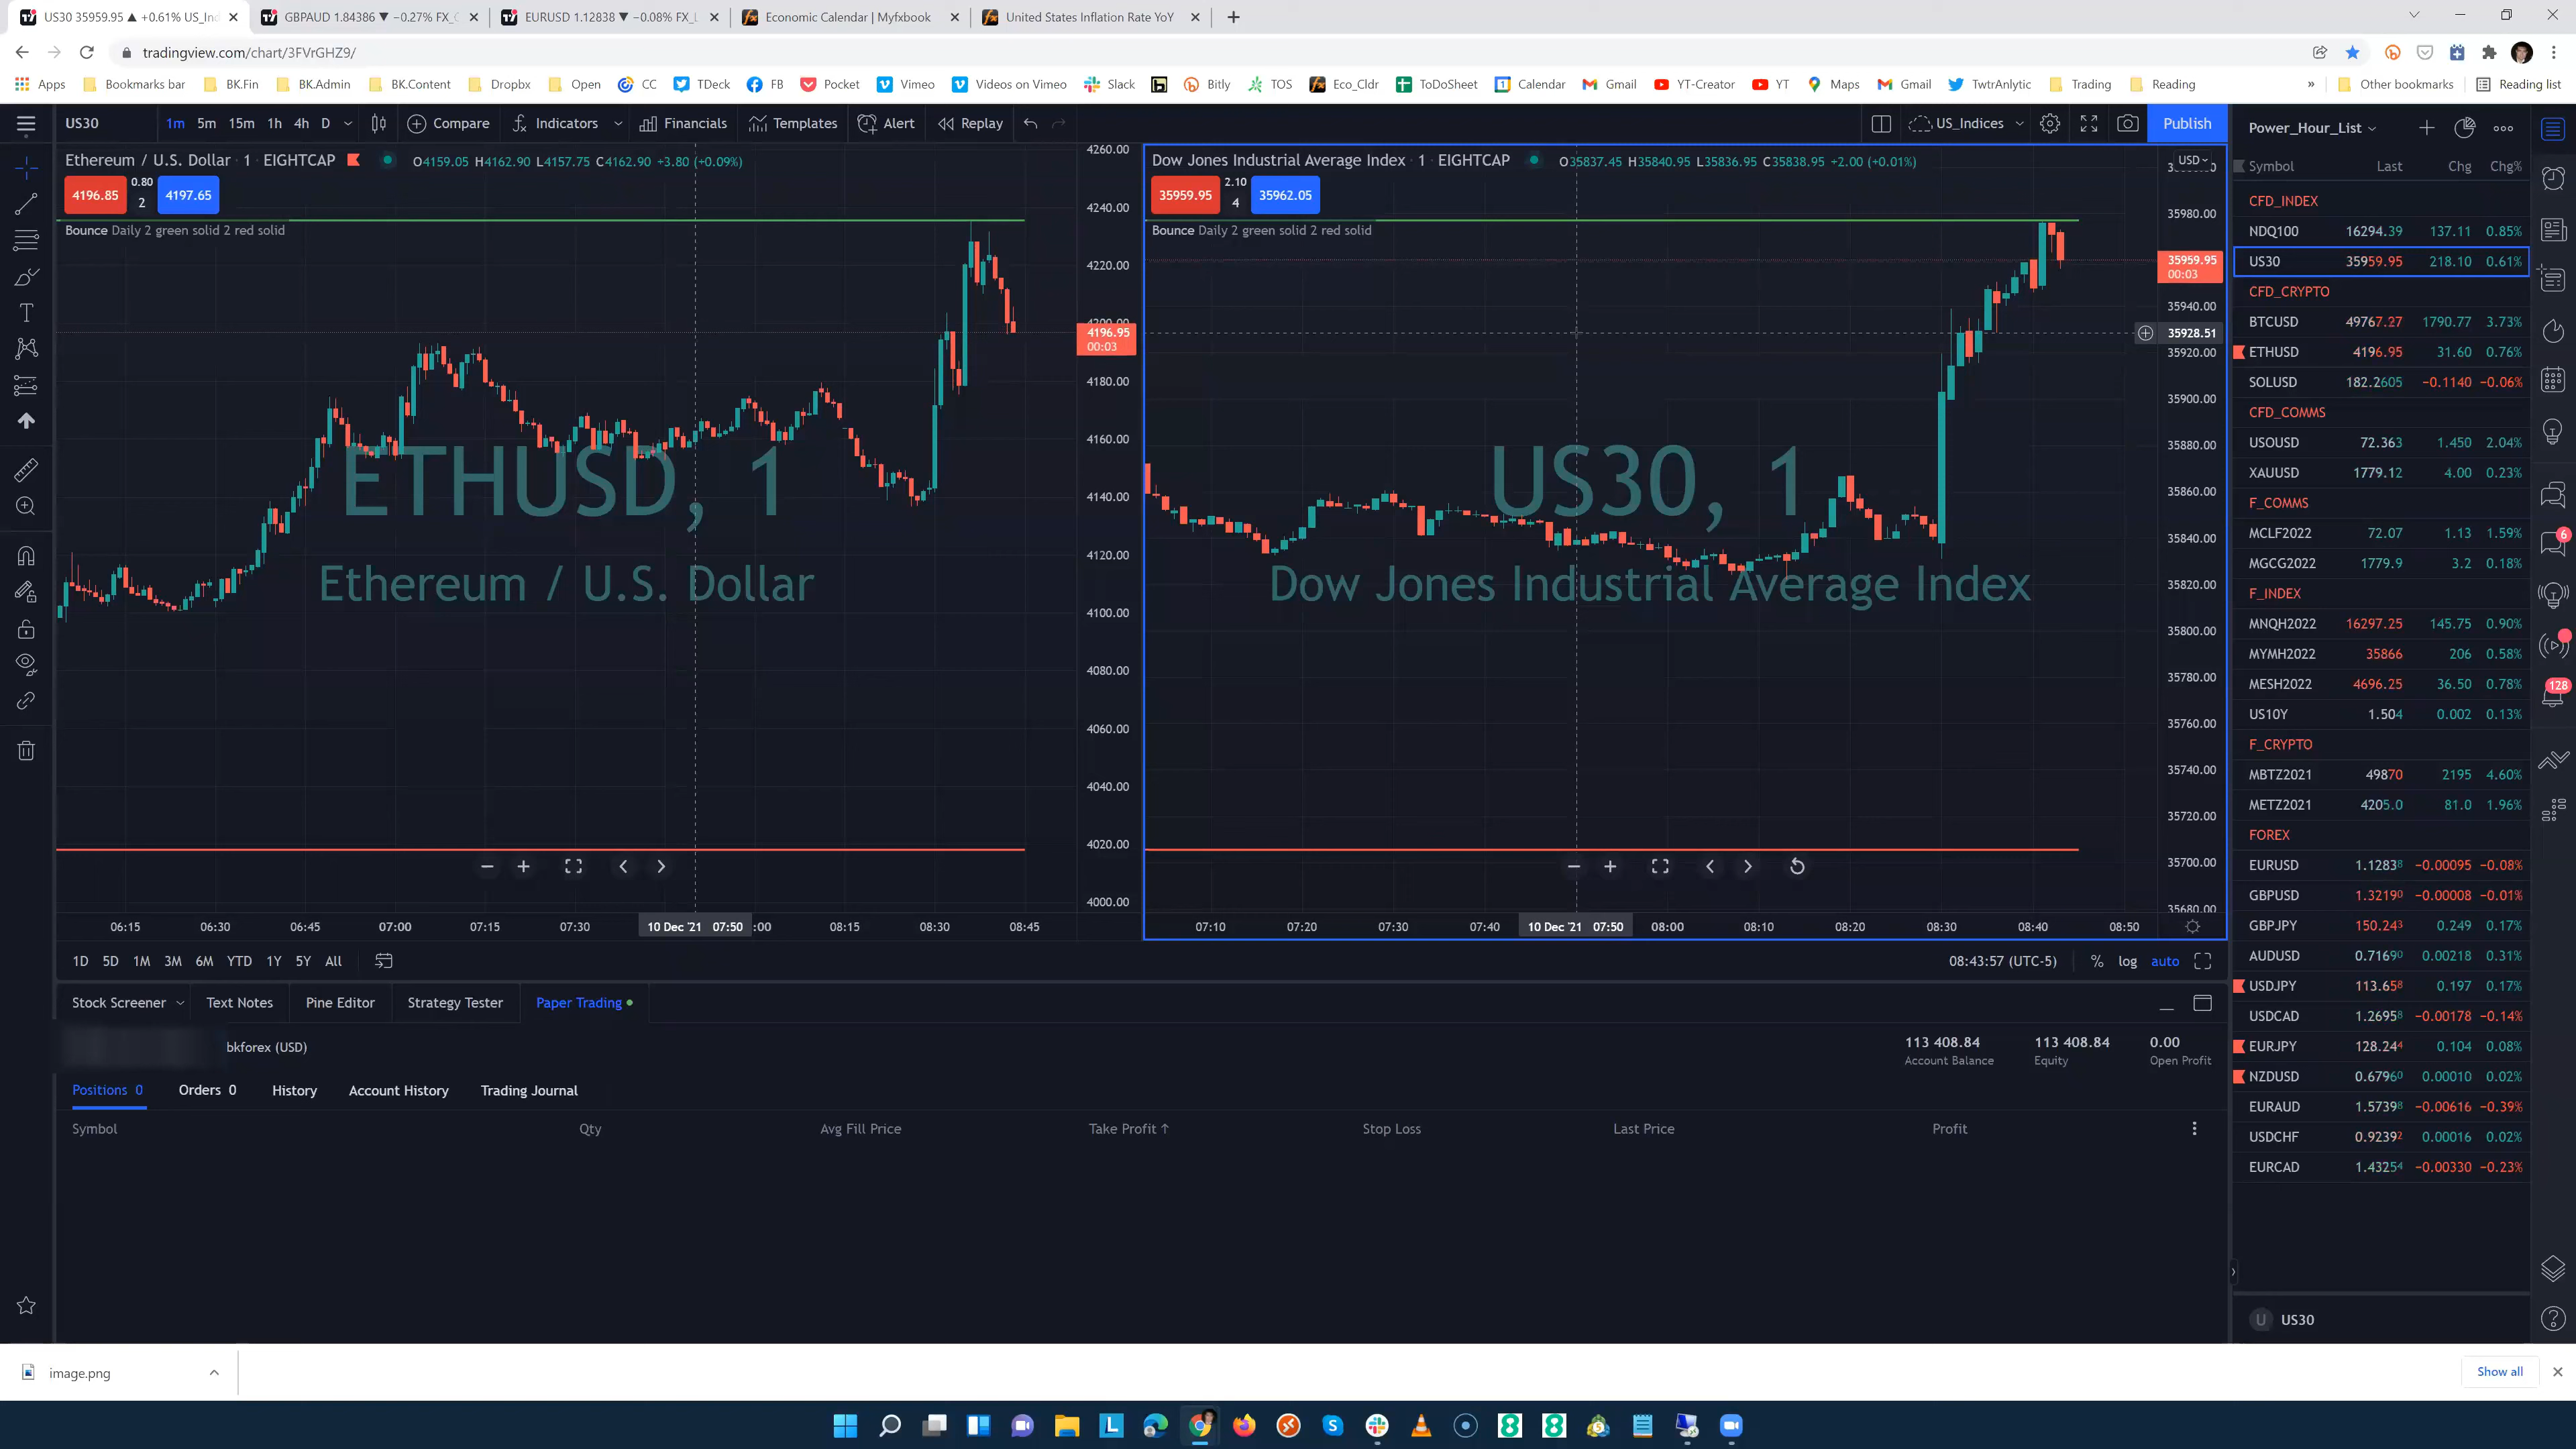 US30 35959.95 ▲ +0.61% US_Ind
GBPAUD 1.84386 ▼ −0.27% FX_C
EURUSD 1.12838 ▼ −0.08% FX_L
Economic Calendar | Myfxbook
United States Inflation Rate YoY
tradingview.com/chart/3FVrGHZ9/
Apps Bookmarks bar BK.Fin BK.Admin BK.Content Dropbx Open CC TDeck FB Pocket Vimeo Videos on Vimeo Slack Bitly TOS Eco_Cldr ToDoSheet Calendar Gmail YT-Creator YT Maps Gmail TwtrAnlytic Trading Reading » Other bookmarks Reading list
US30 1m 5m 15m 1h 4h D Compare Indicators Financials Templates Alert Replay US_Indices Publish
Ethereum / U.S. Dollar · 1 · EIGHTCAP O4159.05 H4162.90 L4157.75 C4162.90 +3.80 (+0.09%)
4196.85 0.80 2 4197.65
Bounce Daily 2 green solid 2 red solid
ETHUSD, 1
Ethereum / U.S. Dollar
4260.00
4240.00
4220.00
4200.00
4196.95
00:03
4180.00
4160.00
4140.00
4120.00
4100.00
4080.00
4060.00
4040.00
4020.00
4000.00
06:15 06:30 06:45 07:00 07:15 07:30 10 Dec '21 07:50 :00 08:15 08:30 08:45
Dow Jones Industrial Average Index · 1 · EIGHTCAP O35837.45 H35840.95 L35836.95 C35838.95 +2.00 (+0.01%)
35959.95 2.10 4 35962.05
Bounce Daily 2 green solid 2 red solid
US30, 1
Dow Jones Industrial Average Index
USD
35980.00
35959.95
00:03
35940.00
35928.51
35920.00
35900.00
35880.00
35860.00
35840.00
35820.00
35800.00
35780.00
35760.00
35740.00
35720.00
35700.00
35680.00
07:10 07:20 07:30 07:40 10 Dec '21 07:50 08:00 08:10 08:20 08:30 08:40 08:50
1D 5D 1M 3M 6M YTD 1Y 5Y All
08:43:57 (UTC-5) % log auto
Stock Screener Text Notes Pine Editor Strategy Tester Paper Trading
bkforex (USD)
113 408.84 113 408.84 0.00
Account Balance Equity Open Profit
Positions 0 Orders 0 History Account History Trading Journal
Symbol Qty Avg Fill Price Take Profit ↑ Stop Loss Last Price Profit
Power_Hour_List
Symbol Last Chg Chg%
CFD_INDEX
NDQ100 16294.39 137.11 0.85%
US30 35959.95 218.10 0.61%
CFD_CRYPTO
BTCUSD 49767.27 1790.77 3.73%
ETHUSD 4196.95 31.60 0.76%
SOLUSD 182.2605 −0.1140 −0.06%
CFD_COMMS
USOUSD 72.363 1.450 2.04%
XAUUSD 1779.12 4.00 0.23%
F_COMMS
MCLF2022 72.07 1.13 1.59%
MGCG2022 1779.9 3.2 0.18%
F_INDEX
MNQH2022 16297.25 145.75 0.90%
MYMH2022 35866 206 0.58%
MESH2022 4696.25 36.50 0.78%
US10Y 1.504 0.002 0.13%
F_CRYPTO
MBTZ2021 49870 2195 4.60%
METZ2021 4205.0 81.0 1.96%
FOREX
EURUSD 1.12838 −0.00095 −0.08%
GBPUSD 1.32190 −0.00008 −0.01%
GBPJPY 150.243 0.249 0.17%
AUDUSD 0.71690 0.00218 0.31%
USDJPY 113.658 0.197 0.17%
USDCAD 1.26958 −0.00178 −0.14%
EURJPY 128.244 0.104 0.08%
NZDUSD 0.67960 0.00010 0.02%
EURAUD 1.57398 −0.00616 −0.39%
USDCHF 0.92392 0.00016 0.02%
EURCAD 1.43254 −0.00330 −0.23%
6
128
U US30
image.png
Show all